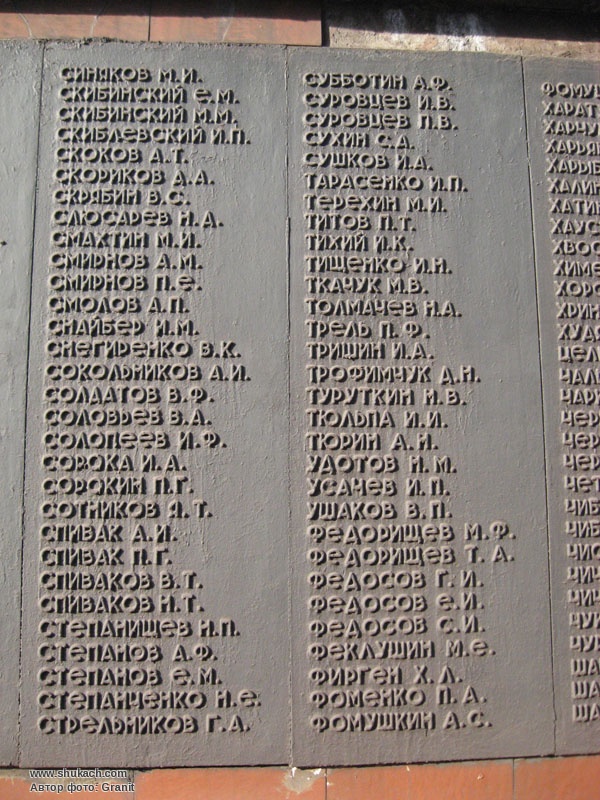 СИНЯКОВ М.И.
СКИБИНСКИЙ Е.М.
СКИБИНСКИЙ М.М.
СКИБЛЕВСКИЙ И.П.
СКОКОВ А.Т.
СКОРИКОВ А.А.
СКРЯБИН В.С.
СЛЮСАРЕВ Н.А.
СМАХТИН М.И.
СМИРНОВ А.М.
СМИРНОВ П.Е.
СМОЛОВ А.П.
СНАЙБЕР И.М.
СНЕГИРЕНКО В.К.
СОКОЛЬНИКОВ А.И.
СОЛДАТОВ В.Ф.
СОЛОВЬЕВ В.А.
СОЛОПЕЕВ И.Ф.
СОРОКА И.А.
СОРОКИН П.Г.
СОТНИКОВ Я.Т.
СПИВАК А.И.
СПИВАК П.Г.
СПИВАКОВ В.Т.
СПИВАКОВ Н.Т.
СТЕПАНИЩЕВ Н.П.
СТЕПАНОВ А.Ф.
СТЕПАНОВ Е.М.
СТЕПАНЧЕНКО Н.Е.
СТРЕЛЬНИКОВ Г.А.
СУББОТИН А.Ф.
СУРОВЦЕВ И.В.
СУРОВЦЕВ П.В.
СУХИН С.А.
СУШКОВ И.А.
ТАРАСЕНКО И.П.
ТЕРЕХИН М.И.
ТИТОВ П.Т.
ТИХИЙ И.К.
ТИЩЕНКО И.Н.
ТКАЧУК М.В.
ТОЛМАЧЕВ Н.А.
ТРЕЛЬ П.Ф.
ТРИШИН И.А.
ТРОФИМЧУК Д.Н.
ТУРУТКИН Н.В.
ТЮЛЬПА И.И.
ТЮРИН А.Н.
УДОТОВ Н.М.
УСАЧЕВ И.П.
УШАКОВ В.П.
ФЕДОРИЩЕВ М.Ф.
ФЕДОРИЩЕВ Т.А.
ФЕДОСОВ Г.И.
ФЕДОСОВ Е.И.
ФЕДОСОВ С.И.
ФЕКЛУШИН М.Е.
ФИРГЕН Х.Л.
ФОМЕНКО П.А.
ФОМУШКИН А.С.
www.shukach.com
Автор фото: Granit